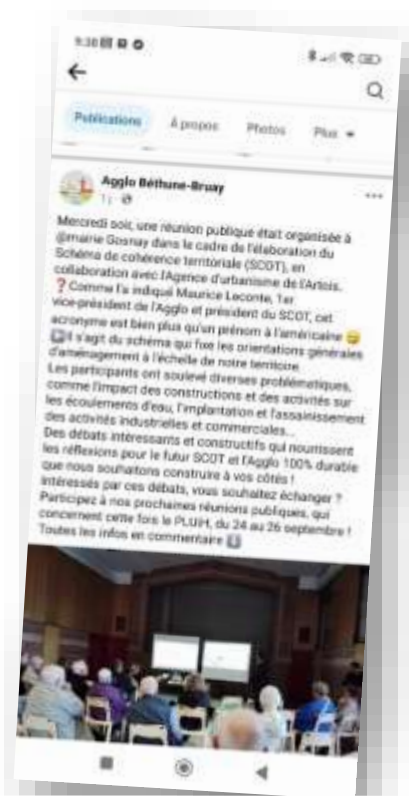 9:38
Publications À propos Photos Plus
Agglo Béthune-Bruay
1 j
Mercredi soir, une réunion publique était organisée à
@mairie Gosnay dans le cadre de l'élaboration du
Schéma de cohérence territoriale (SCOT), en
collaboration avec l'Agence d'urbanisme de l'Artois.
❓Comme l'a indiqué Maurice Leconte, 1er
vice-président de l'Agglo et président du SCOT, cet
acronyme est bien plus qu'un prénom à l'américaine 😄
➡️Il s'agit du schéma qui fixe les orientations générales
d'aménagement à l'échelle de notre territoire.
Les participants ont soulevé diverses problématiques,
comme l'impact des constructions et des activités sur
les écoulements d'eau, l'implantation et l'assainissement
des activités industrielles et commerciales...
Des débats intéressants et constructifs qui nourrissent
les réflexions pour le futur SCOT et l'Agglo 100% durable
que nous souhaitons construire à vos côtés !
Intéressés par ces débats, vous souhaitez échanger ?
Participez à nos prochaines réunions publiques, qui
concernent cette fois le PLUiH, du 24 au 26 septembre !
Toutes les infos en commentaire ⬇️